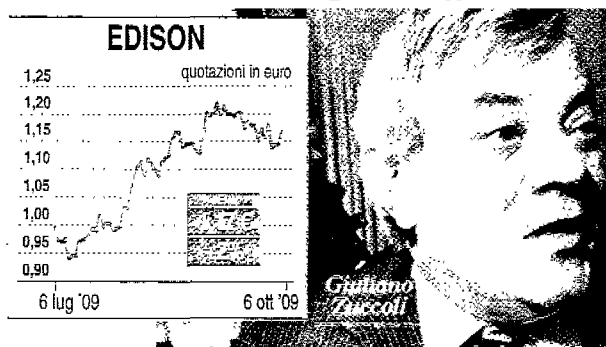 EDISON
quotazioni in euro
1,25
1,20
1,15
1,10
1,05
1,00
0,95
0,90
6 lug '09
6 ott '09
Giuliano
Zuccoli